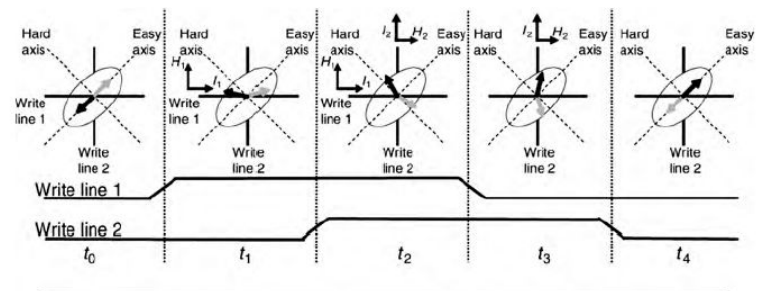 Hard axis
Easy axis
Write line 1
Write line 2
Hard axis
Easy axis
H1
I1
Write line 1
Write line 2
I2
H2
Hard axis
Easy axis
H1
I1
Write line 1
Write line 2
I2
H2
Hard axis
Easy axis
Write line 2
Hard axis
Easy axis
Write line 2
Write line 1
Write line 2
t0
t1
t2
t3
t4